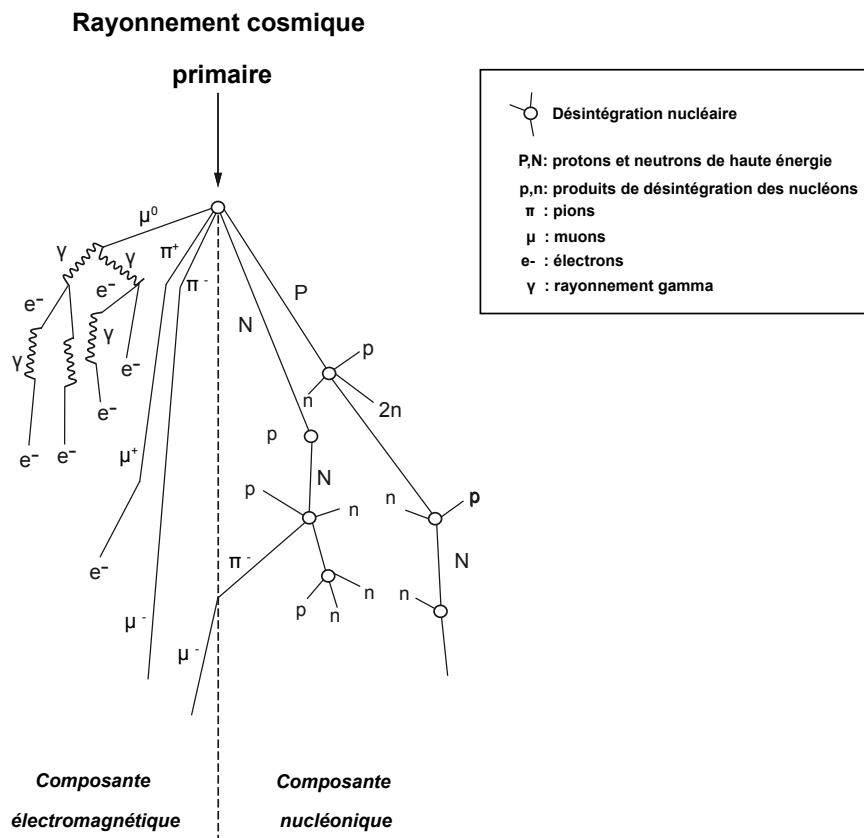 Rayonnement cosmique
primaire
Désintégration nucléaire
P,N: protons et neutrons de haute énergie
p,n: produits de désintégration des nucléons
π : pions
μ : muons
e- : électrons
γ : rayonnement gamma
μ⁰
γ
γ
π⁺
π⁻
P
N
e⁻
e⁻
γ
γ
e⁻
p
n
2n
e⁻
e⁻
e⁻
μ⁺
p
N
p
n
n
p
N
e⁻
π⁻
n
p
n
n
μ⁻
μ⁻
Composante
électromagnétique
Composante
nucléonique